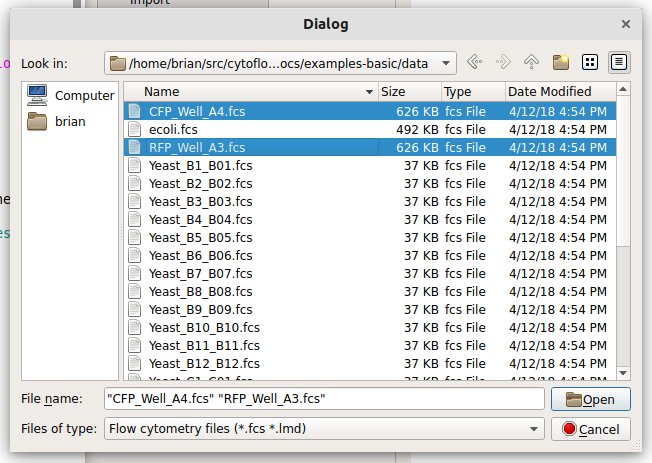 import
Dialog
Look in: /home/brian/src/cytoflo...ocs/examples-basic/data
Computer
brian
Name Size Type Date Modified
CFP_Well_A4.fcs 626 KB fcs File 4/12/18 4:54 PM
ecoli.fcs 492 KB fcs File 4/12/18 4:54 PM
RFP_Well_A3.fcs 626 KB fcs File 4/12/18 4:54 PM
Yeast_B1_B01.fcs 37 KB fcs File 4/12/18 4:54 PM
Yeast_B2_B02.fcs 37 KB fcs File 4/12/18 4:54 PM
Yeast_B3_B03.fcs 37 KB fcs File 4/12/18 4:54 PM
Yeast_B4_B04.fcs 37 KB fcs File 4/12/18 4:54 PM
Yeast_B5_B05.fcs 37 KB fcs File 4/12/18 4:54 PM
Yeast_B6_B06.fcs 37 KB fcs File 4/12/18 4:54 PM
Yeast_B7_B07.fcs 37 KB fcs File 4/12/18 4:54 PM
Yeast_B8_B08.fcs 37 KB fcs File 4/12/18 4:54 PM
Yeast_B9_B09.fcs 37 KB fcs File 4/12/18 4:54 PM
Yeast_B10_B10.fcs 37 KB fcs File 4/12/18 4:54 PM
Yeast_B11_B11.fcs 37 KB fcs File 4/12/18 4:54 PM
Yeast_B12_B12.fcs 37 KB fcs File 4/12/18 4:54 PM
Yeast_C1_C01.fcs 37 KB fcs File 4/12/18 4:54 PM
File name: "CFP_Well_A4.fcs" "RFP_Well_A3.fcs" Open
Files of type: Flow cytometry files (*.fcs *.lmd) Cancel